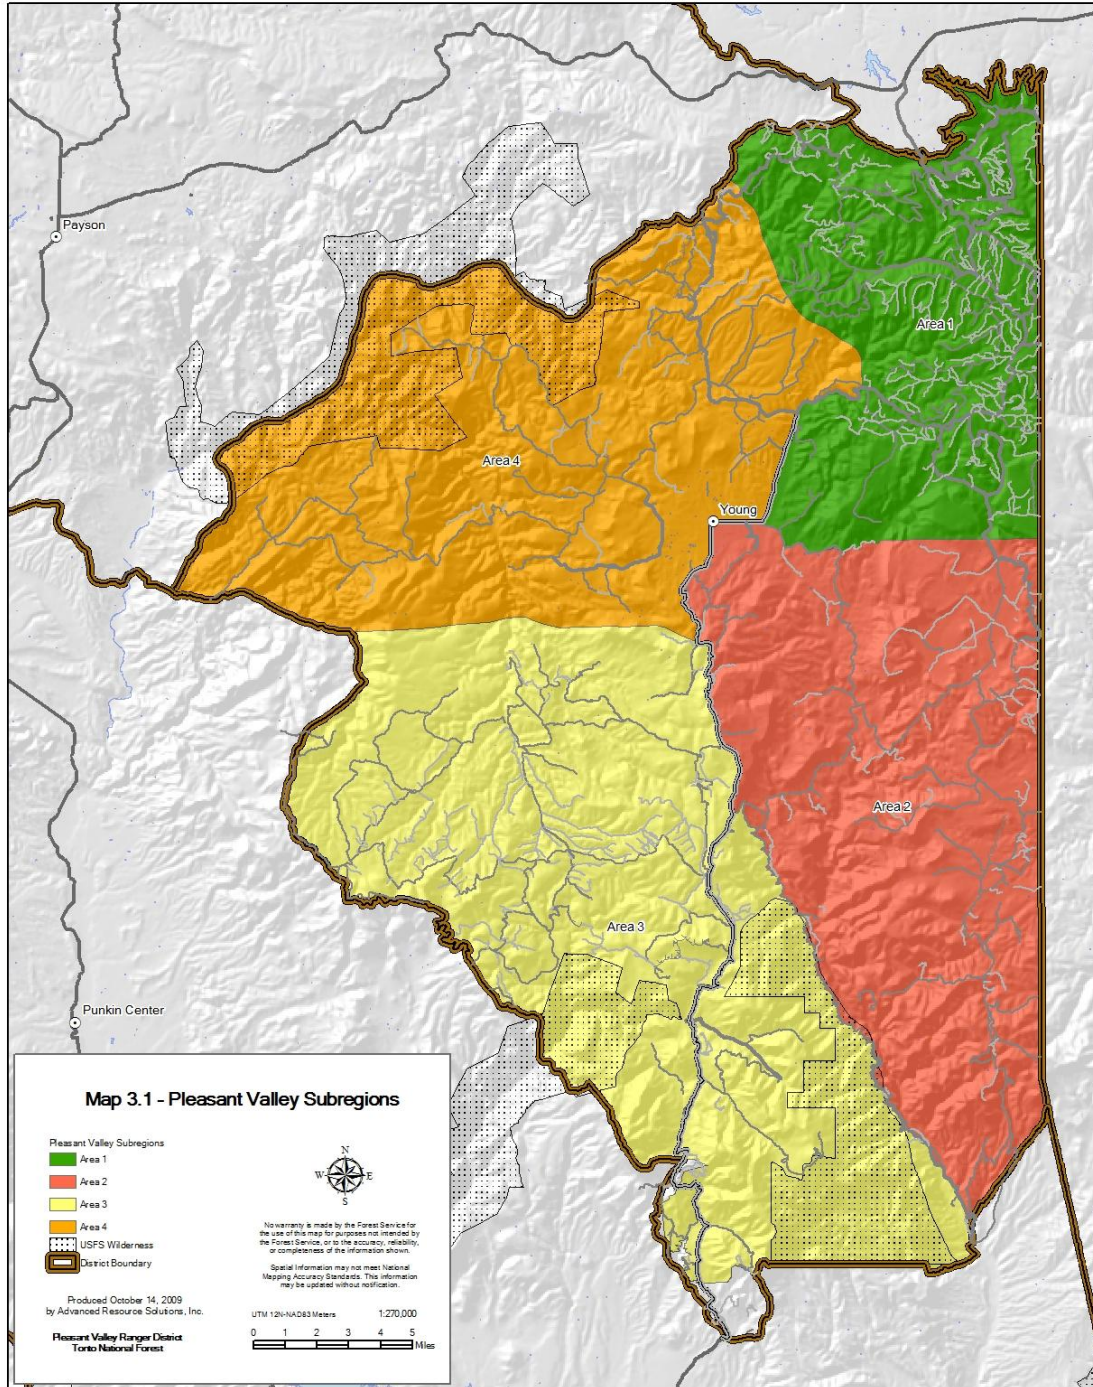 Payson
Area 1
Area 4
Young
Area 2
Area 3
Punkin Center
Map 3.1 - Pleasant Valley Subregions
Pleasant Valley Subregions
Area 1
Area 2
Area 3
Area 4
USFS Wilderness
District Boundary
Produced October 14, 2009
by Advanced Resource Solutions, Inc.
Pleasant Valley Ranger District
Tonto National Forest
N
W E
S
No warranty is made by the Forest Service for
the use of this map for purposes not intended by
the Forest Service, or to the accuracy, reliability,
or completeness of the information shown.
Spatial Information may not meet National
Mapping Accuracy Standards. This information
may be updated without notification.
UTM 12N-NAD83 Meters 1:270,000
0 1 2 3 4 5
Miles